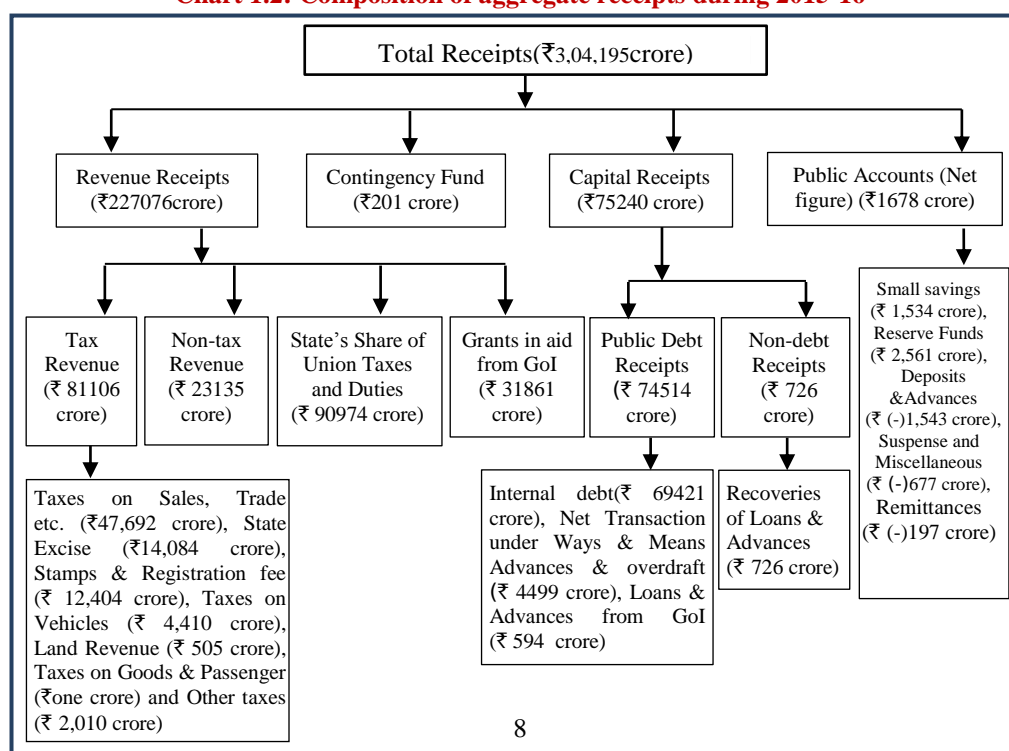 Chart 1.2: Composition of aggregate receipts during 2015-16
Total Receipts(₹3,04,195crore)
Revenue Receipts
(₹227076crore)
Contingency Fund
(₹201 crore)
Capital Receipts
(₹75240 crore)
Public Accounts (Net
figure) (₹1678 crore)
Tax
Revenue
(₹ 81106
crore)
Non-tax
Revenue
(₹ 23135
crore)
State's Share of
Union Taxes
and Duties
(₹ 90974 crore)
Grants in aid
from GoI
(₹ 31861
crore)
Public Debt
Receipts
(₹ 74514
crore)
Non-debt
Receipts
(₹ 726
crore)
Small savings
(₹ 1,534 crore),
Reserve Funds
(₹ 2,561 crore),
Deposits
&Advances
(₹ (-)1,543 crore),
Suspense and
Miscellaneous
(₹ (-)677 crore),
Remittances
(₹ (-)197 crore)
Taxes on Sales, Trade
etc. (₹47,692 crore), State
Excise (₹14,084 crore),
Stamps & Registration fee
(₹ 12,404 crore), Taxes on
Vehicles (₹ 4,410 crore),
Land Revenue (₹ 505 crore),
Taxes on Goods & Passenger
(₹one crore) and Other taxes
(₹ 2,010 crore)
Internal debt(₹ 69421
crore), Net Transaction
under Ways & Means
Advances & overdraft
(₹ 4499 crore), Loans &
Advances from GoI
(₹ 594 crore)
Recoveries
of Loans &
Advances
(₹ 726 crore)
8